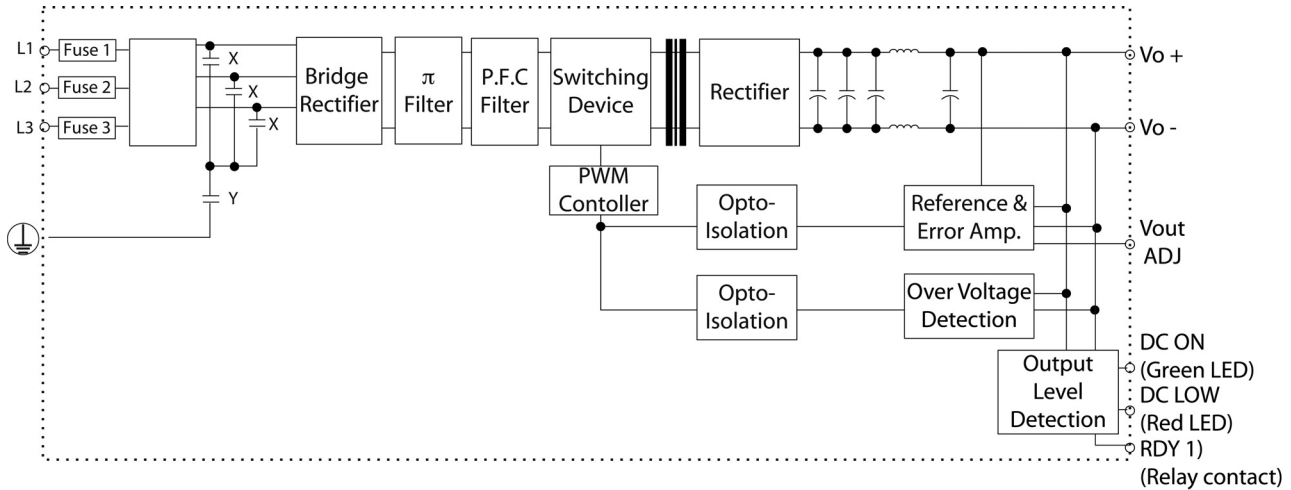 L1
Fuse 1
L2
Fuse 2
L3
Fuse 3
X
X
X
Y
Bridge
Rectifier
π
Filter
P.F.C
Filter
Switching
Device
Rectifier
PWM
Contoller
Opto-
Isolation
Opto-
Isolation
Reference &
Error Amp.
Over Voltage
Detection
Output
Level
Detection
Vo +
Vo -
Vout
ADJ
DC ON
(Green LED)
DC LOW
(Red LED)
RDY 1)
(Relay contact)